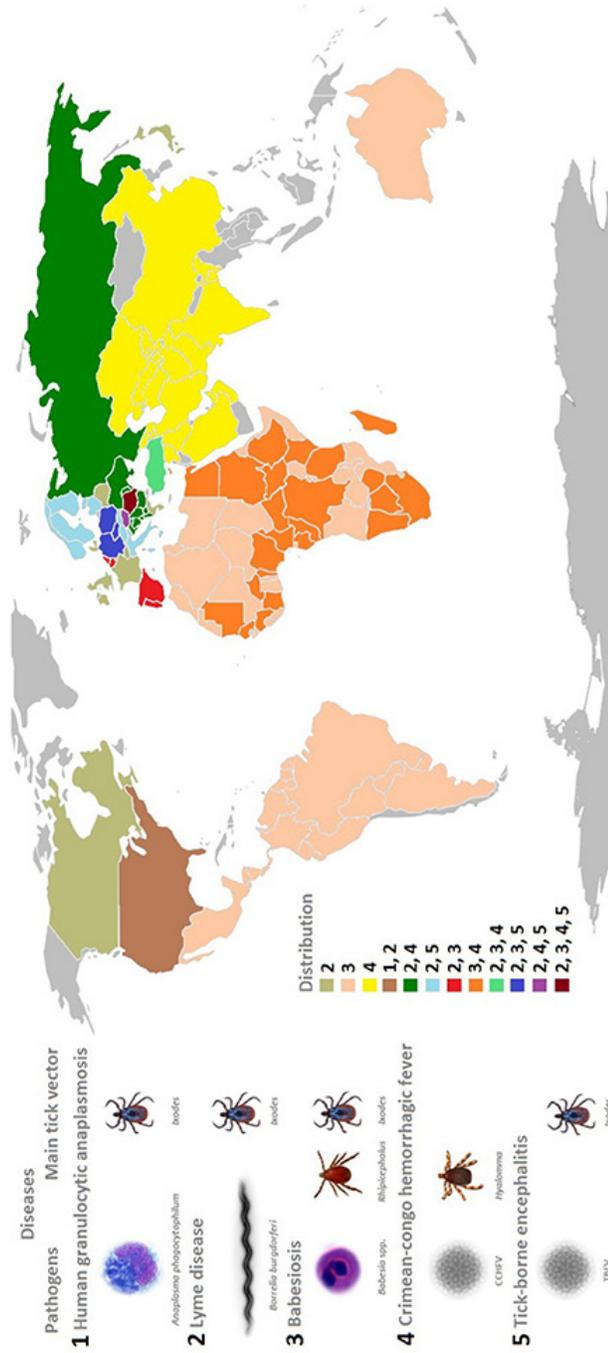 Diseases
Pathogens Main tick vector
1 Human granulocytic anaplasmosis
Anaplasma phagocytophilum Ixodes
2 Lyme disease
Borrelia burgdorferi Ixodes
3 Babesiosis
Babesia spp. Rhipicephalus Ixodes
4 Crimean-congo hemorrhagic fever
CCHFV Hyalomma
5 Tick-borne encephalitis
TBEV Ixodes
Distribution
2
3
4
1, 2
2, 4
2, 5
2, 3
3, 4
2, 3, 4
2, 3, 5
2, 4, 5
2, 3, 4, 5